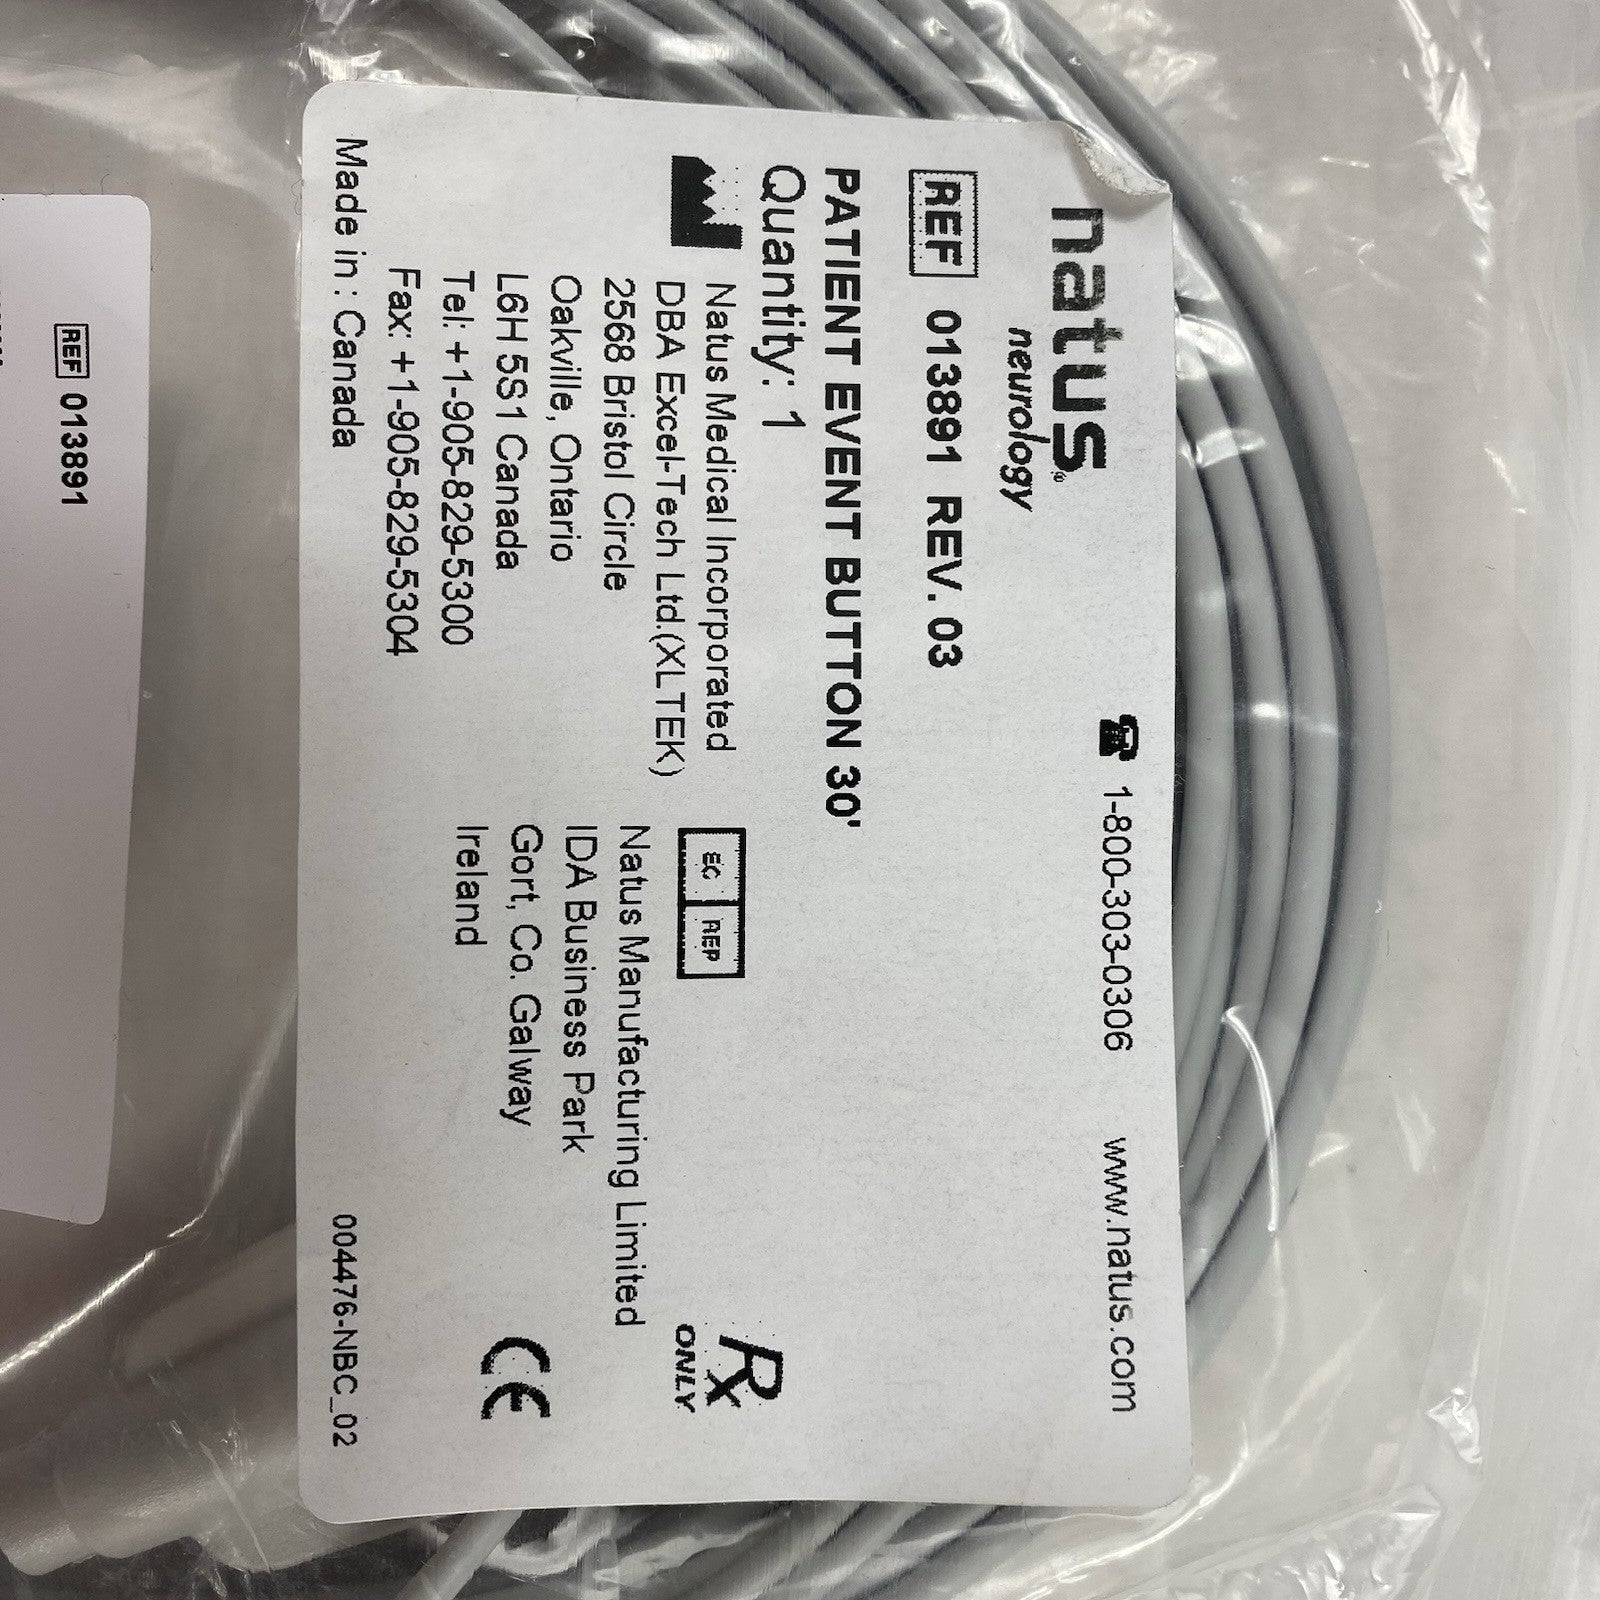 natus®
neurology
1-800-303-0306
www.natus.com
REF 013891 REV. 03
PATIENT EVENT BUTTON 30'
Quantity: 1
Natus Medical Incorporated
DBA Excel-Tech Ltd.(XLTEK)
2568 Bristol Circle
Oakville, Ontario
L6H 5S1 Canada
Tel: +1-905-829-5300
Fax: +1-905-829-5304
EC REP
Natus Manufacturing Limited
IDA Business Park
Gort, Co. Galway
Ireland
Rx
ONLY
CE
Made in : Canada
004476-NBC_02
REF 013891